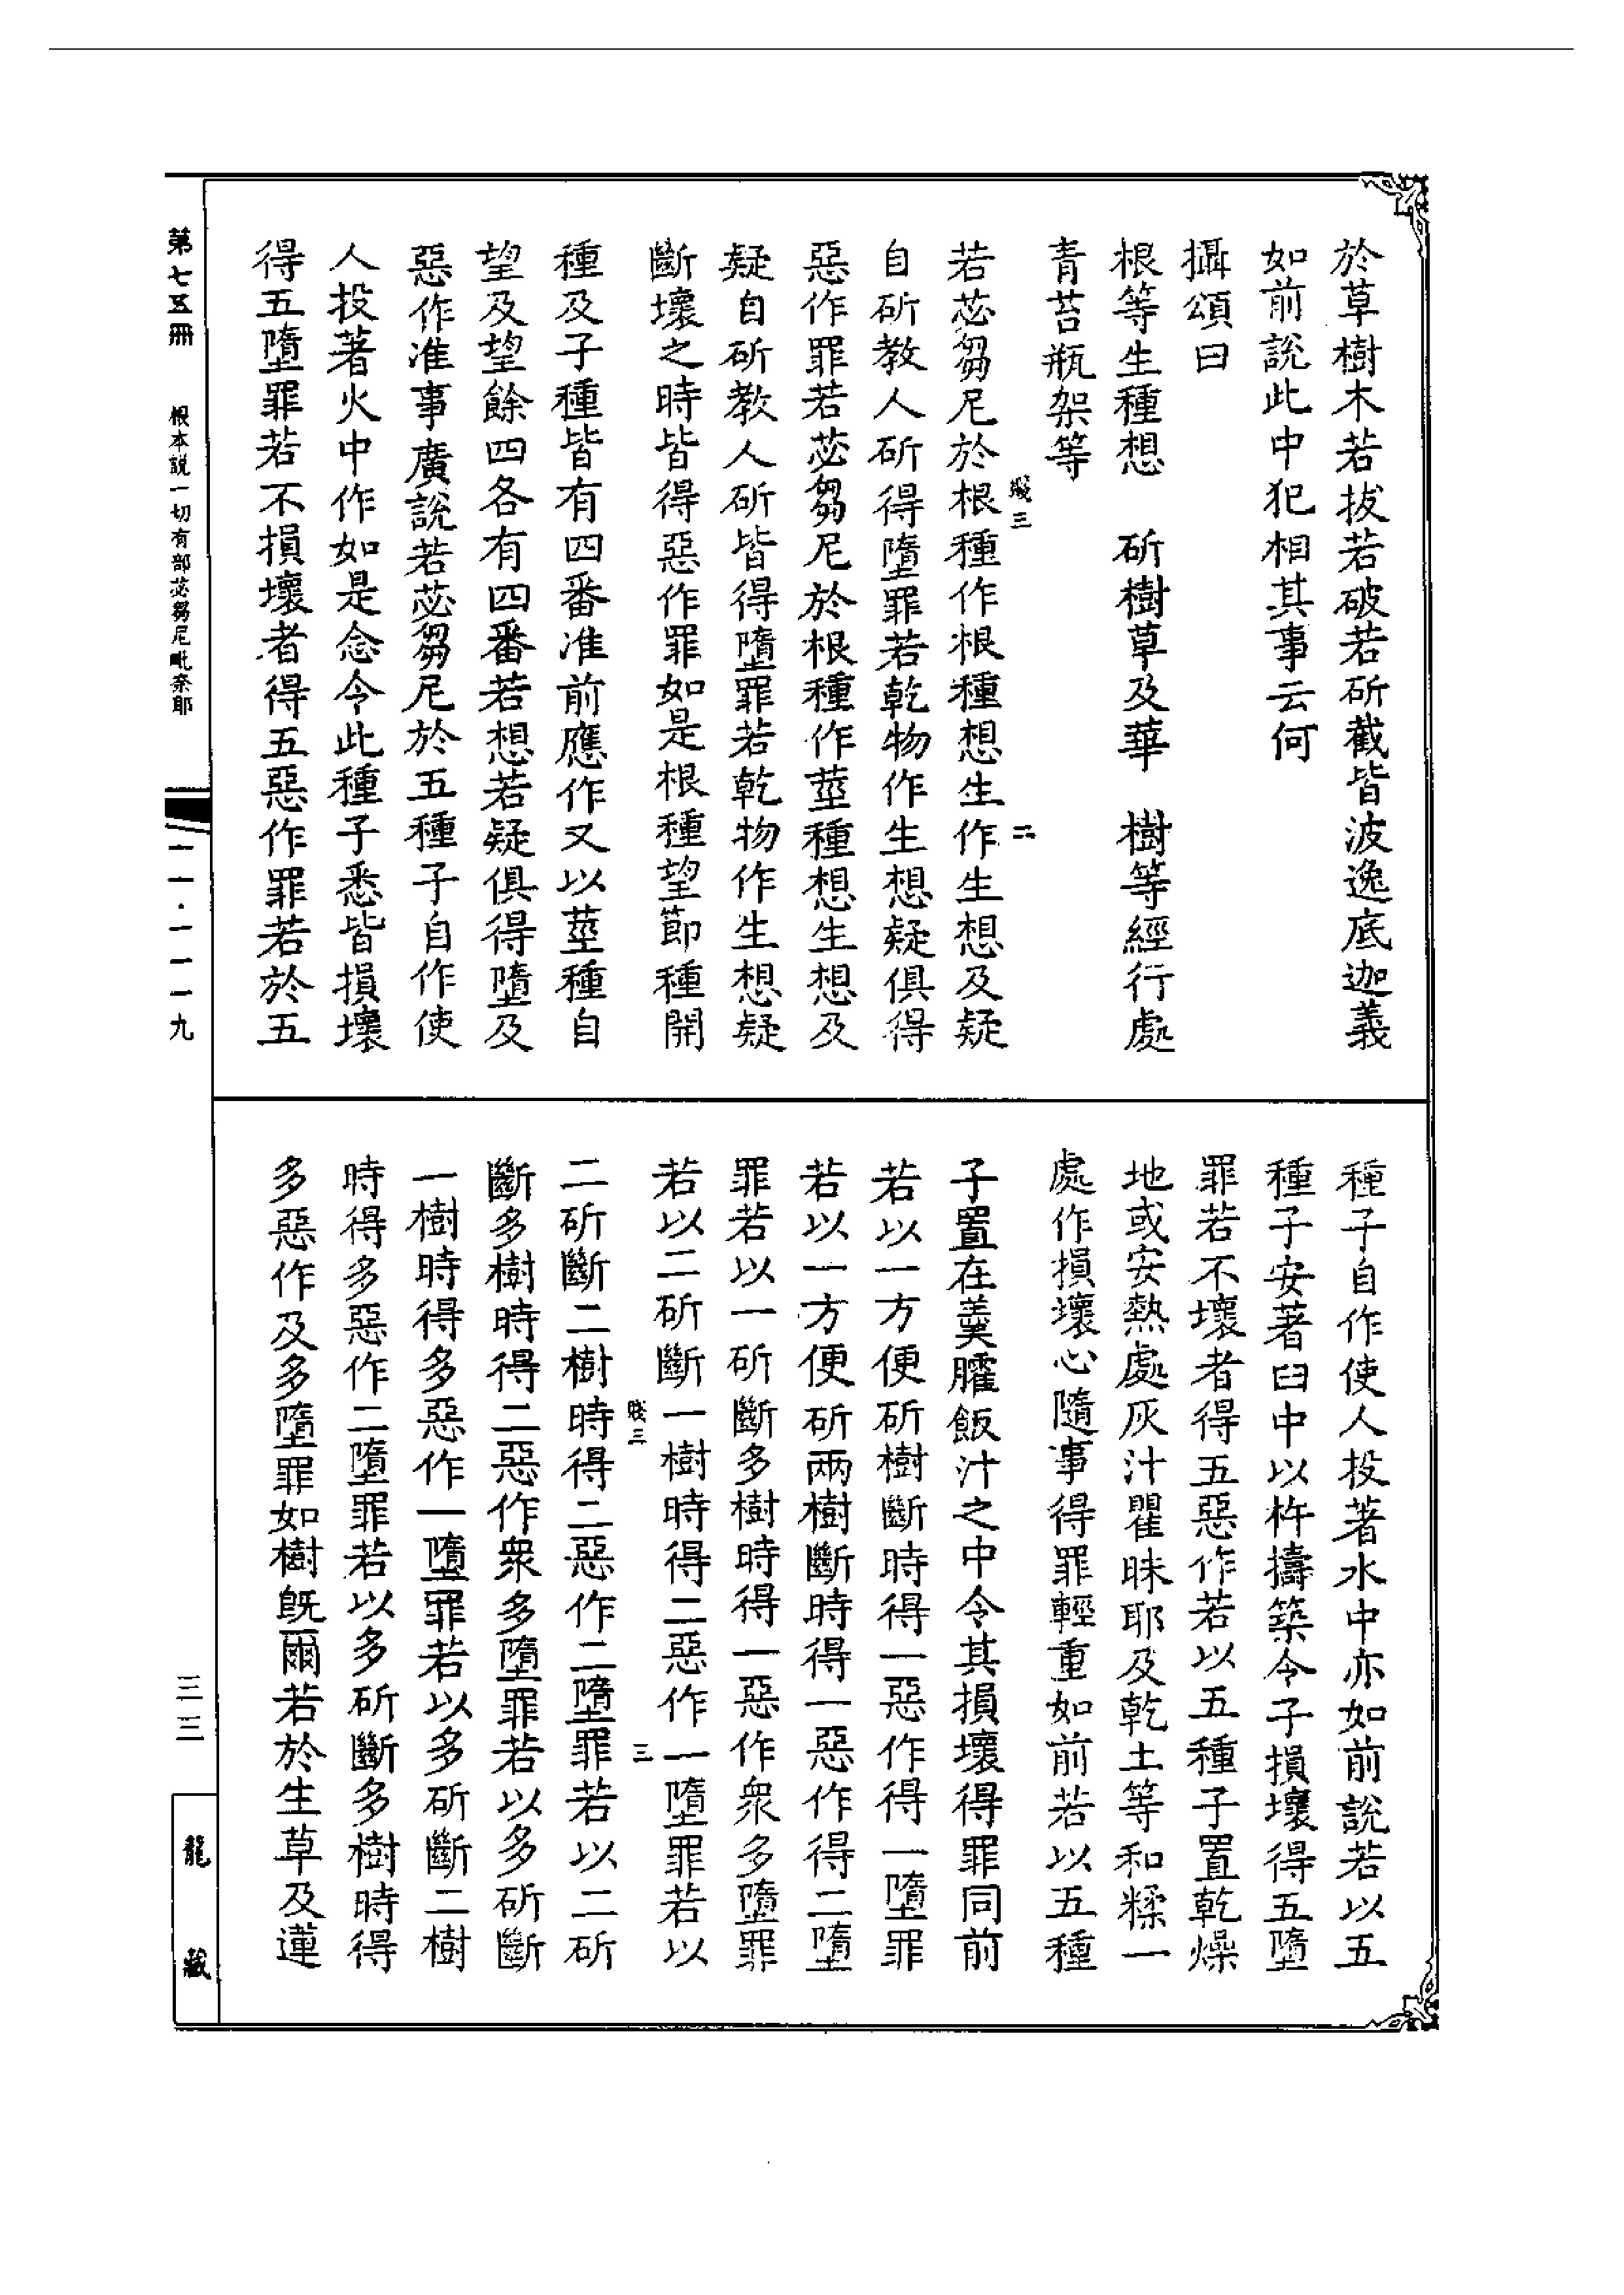 於草樹木若拔若破若斫截皆波逸底迦義
如前說此中犯相其事云何
攝頌曰
根等生種想　斫樹草及華　樹等經行處
青苔瓶架等
賤三　二
若苾芻尼於根種作根種想生作生想及疑
自斫教人斫得墮罪若乾物作生想疑俱得
惡作罪若苾芻尼於根種作莖種想生想及
疑自斫教人斫皆得墮罪若乾物作生想疑
斷壞之時皆得惡作罪如是根種望節種開
種及子種皆有四番准前應作又以莖種自
望及望餘四各有四番若想若疑俱得墮及
惡作准事廣說若苾芻尼於五種子自作使
人投著火中作如是念令此種子悉皆損壞
得五墮罪若不損壞者得五惡作罪若於五
種子自作使人投著水中亦如前說若以五
種子安著臼中以杵擣築令子損壞得五墮
罪若不壞者得五惡作若以五種子置乾燥
地或安熱處灰汁瞿昧耶及乾土等和糅一
處作損壞心隨事得罪輕重如前若以五種
子置在羹臛飯汁之中令其損壞得罪同前
若以一方便斫樹斷時得一惡作得一墮罪
若以一方便斫兩樹斷時得一惡作得二墮
罪若以一斫斷多樹時得一惡作衆多墮罪
若以二斫斷一樹時得二惡作一墮罪若以
賤三　三
二斫斷二樹時得二惡作二墮罪若以二斫
斷多樹時得二惡作衆多墮罪若以多斫斷
一樹時得多惡作一墮罪若以多斫斷二樹
時得多惡作二墮罪若以多斫斷多樹時得
多惡作及多墮罪如樹旣爾若於生草及蓮
第七五冊　根本說一切有部苾芻尼毗奈耶　一一·一一一九
三三
龍藏